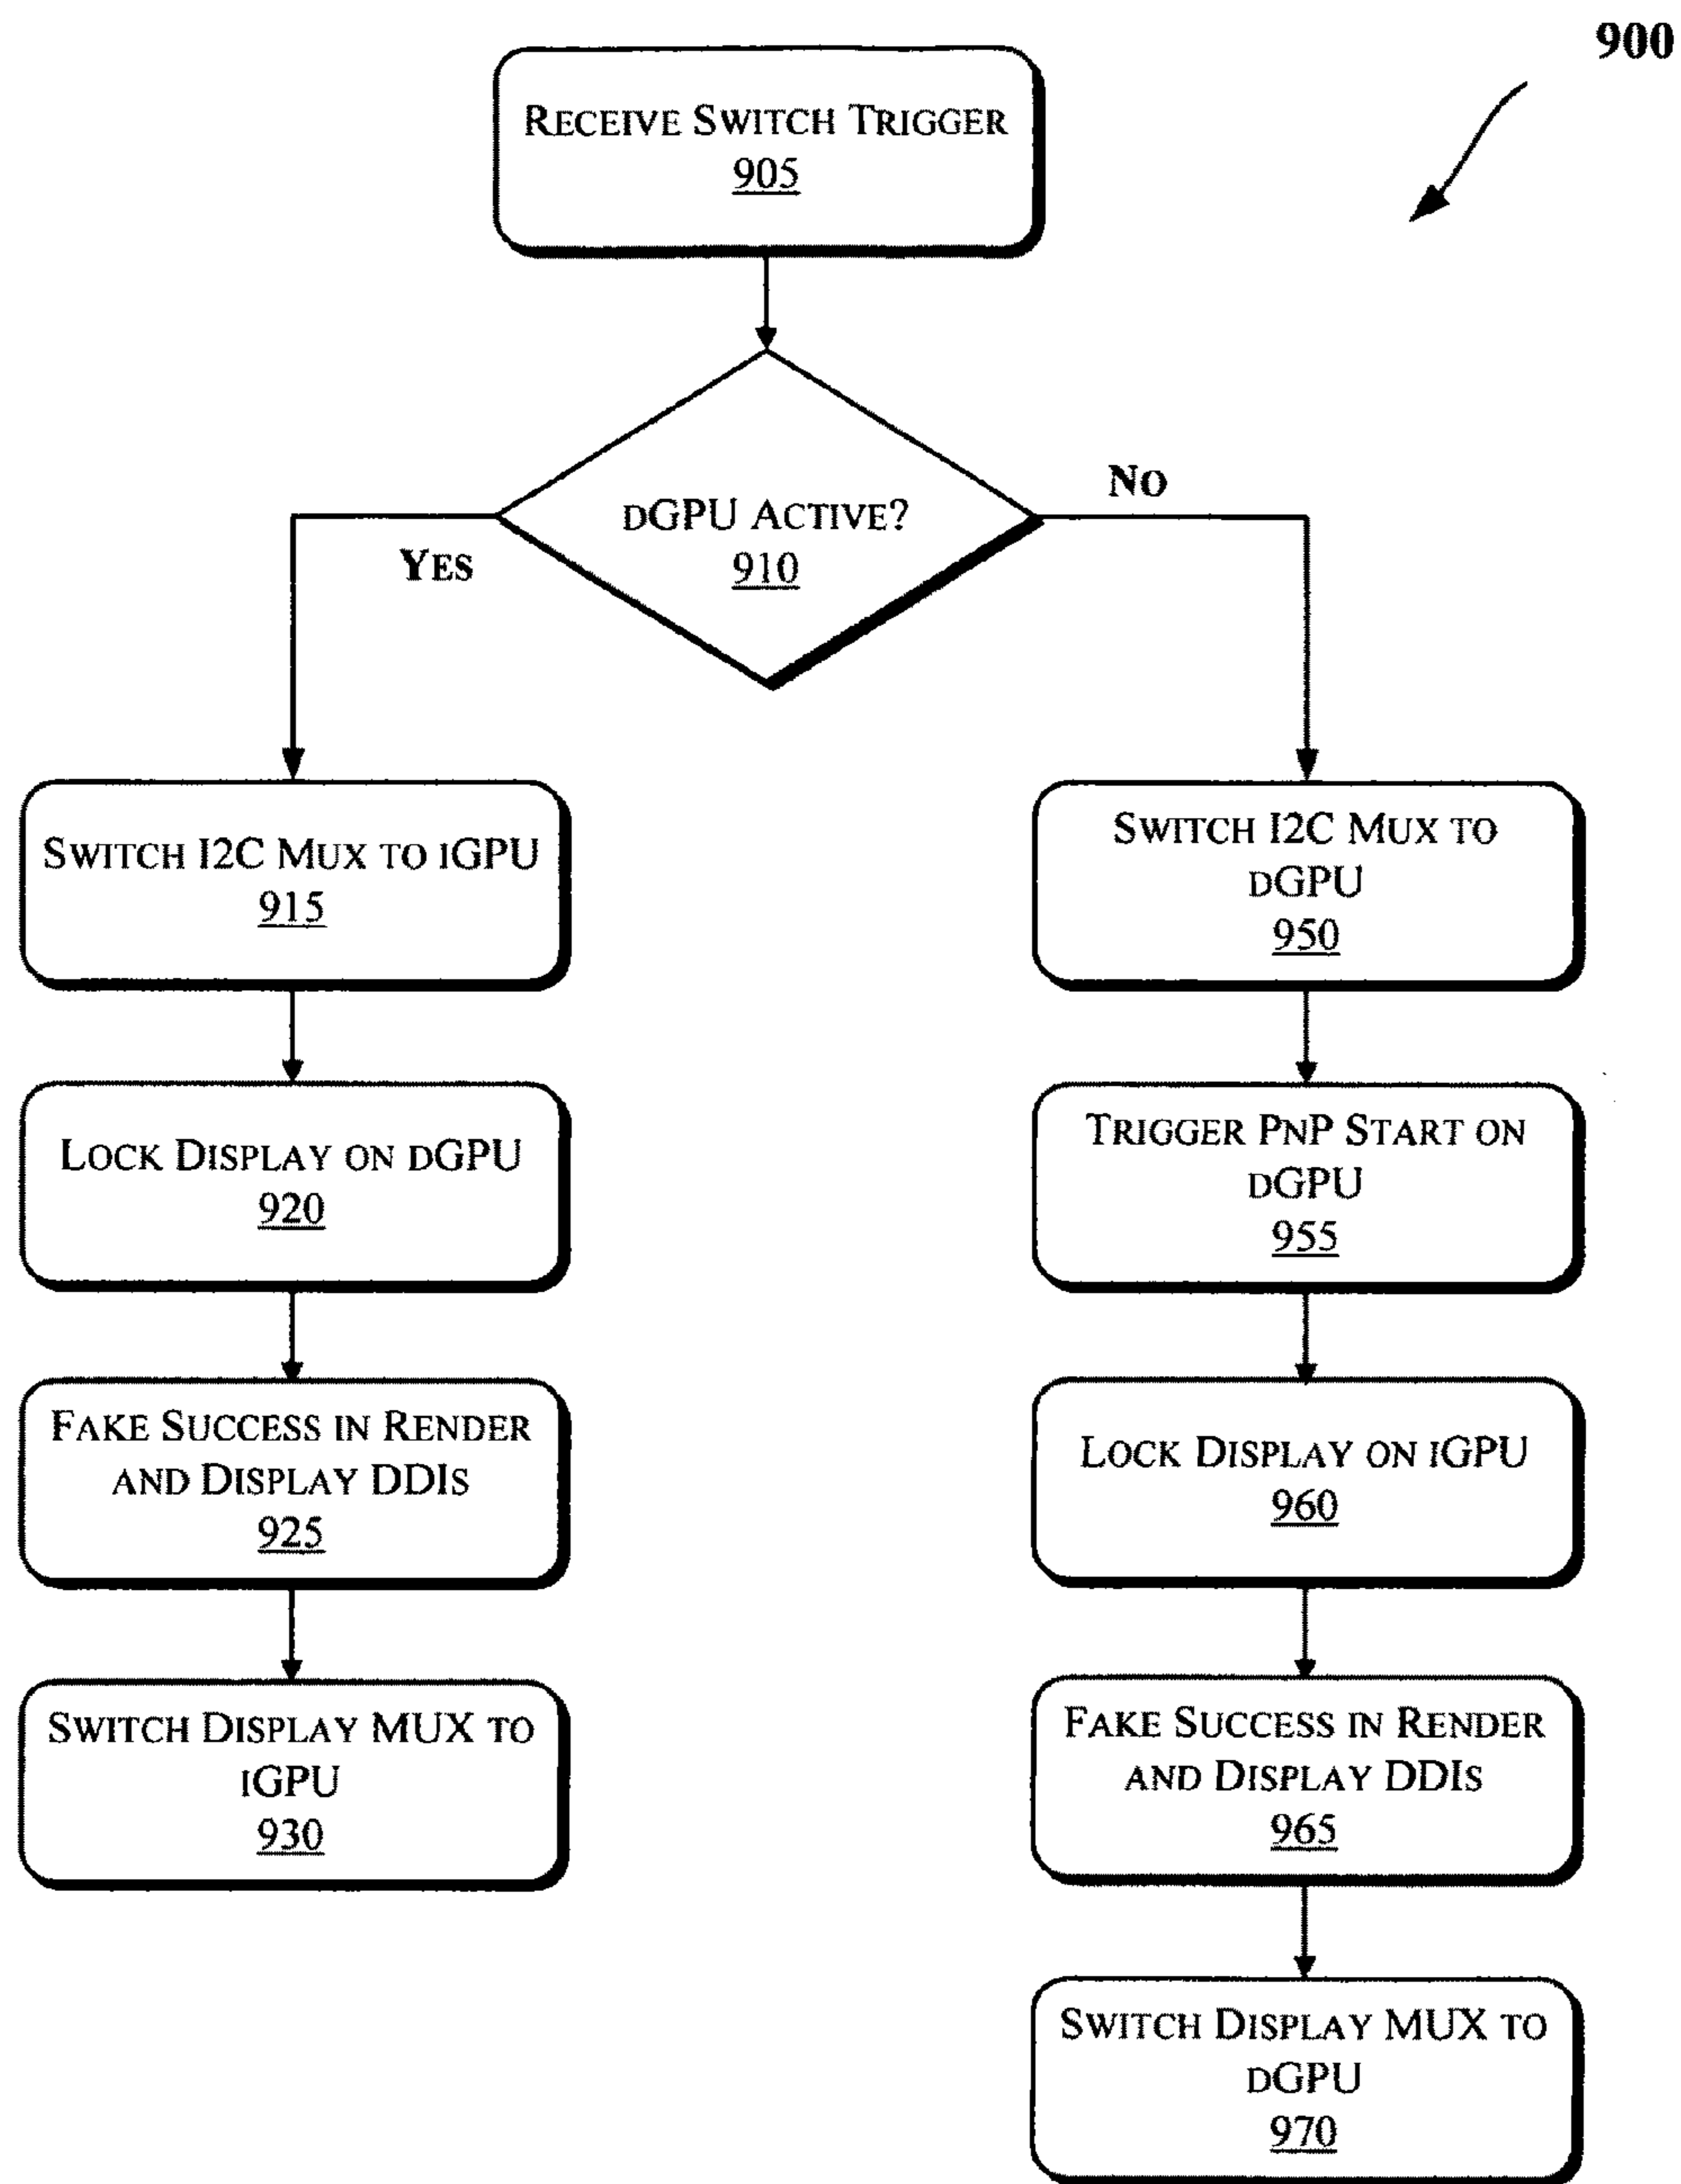 900
RECEIVE SWITCH TRIGGER
905
DGPU ACTIVE?
910
YES
NO
SWITCH I2C MUX TO IGPU
915
LOCK DISPLAY ON DGPU
920
FAKE SUCCESS IN RENDER
AND DISPLAY DDIS
925
SWITCH DISPLAY MUX TO
IGPU
930
SWITCH I2C MUX TO
DGPU
950
TRIGGER PNP START ON
DGPU
955
LOCK DISPLAY ON IGPU
960
FAKE SUCCESS IN RENDER
AND DISPLAY DDIS
965
SWITCH DISPLAY MUX TO
DGPU
970